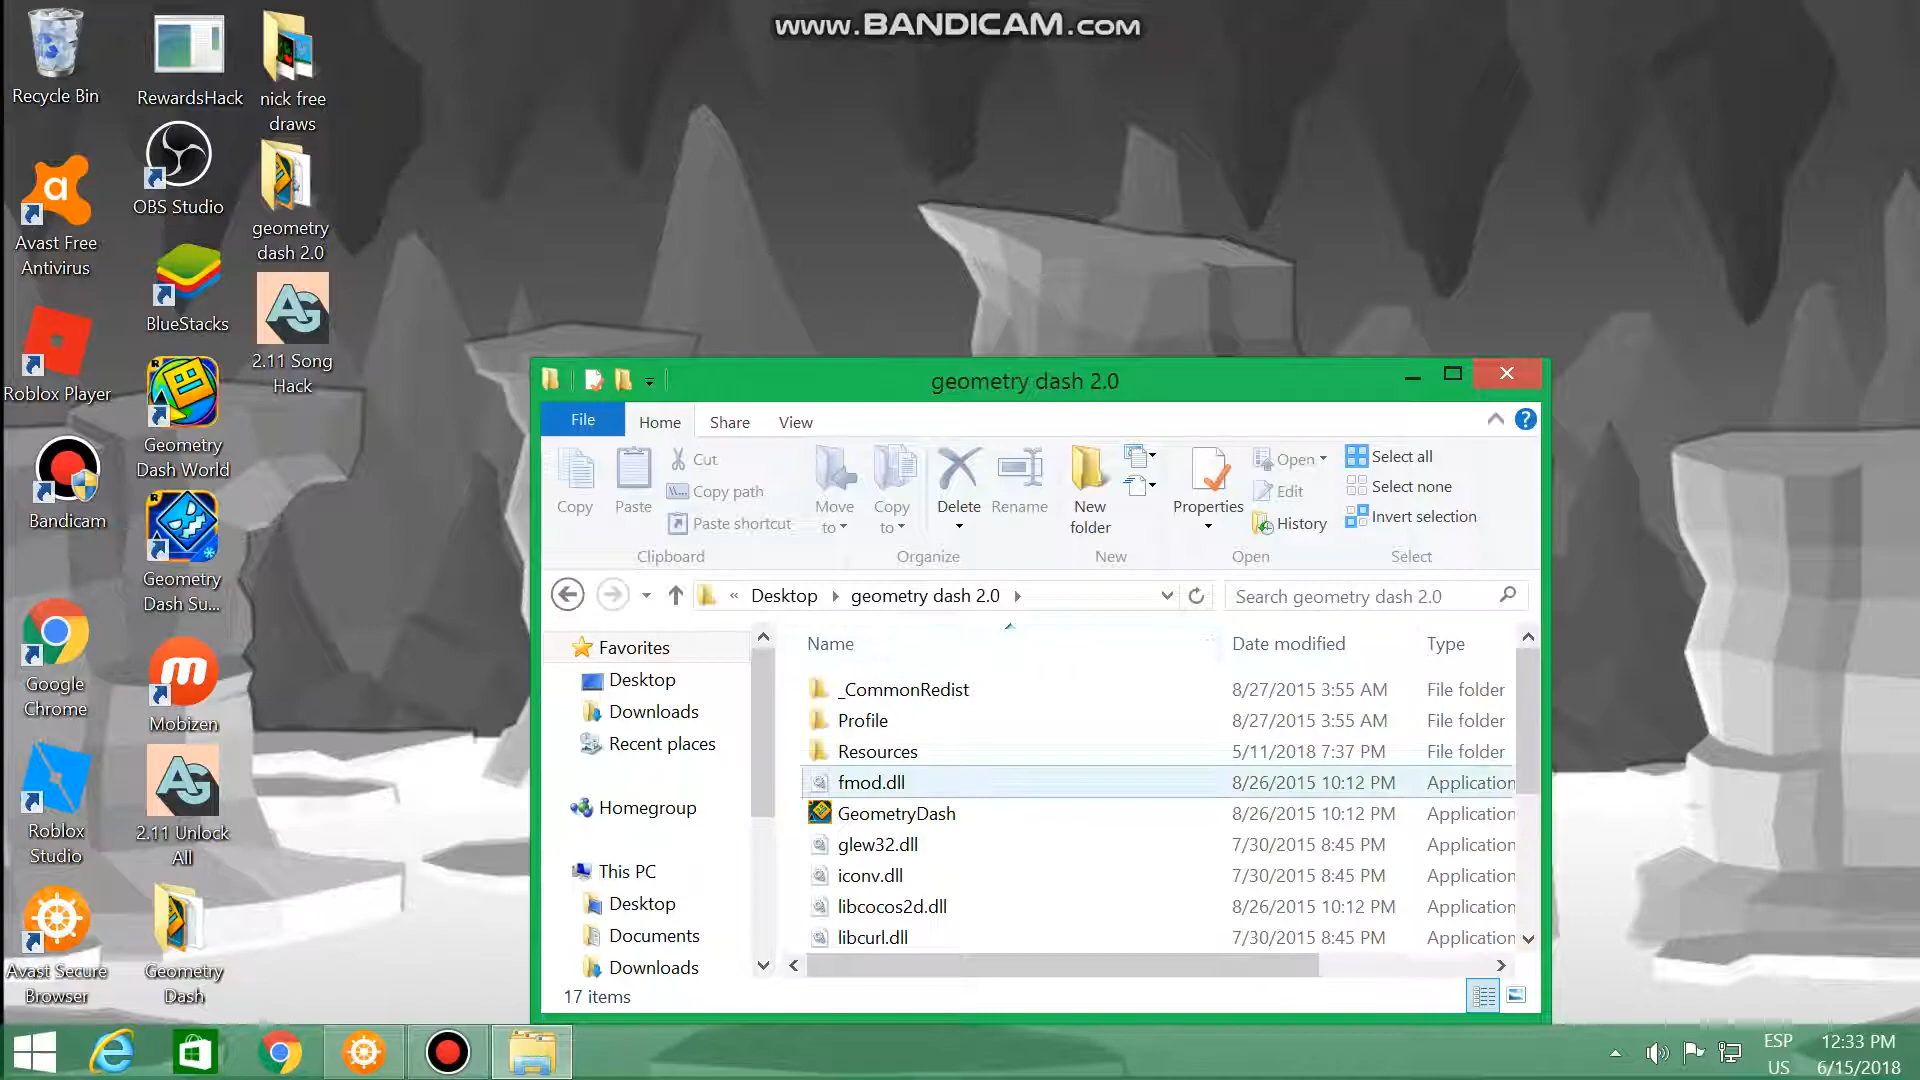 www.BANDICAM.com
Recycle Bin
RewardsHack
nick free
draws
Avast Free
Antivirus
OBS Studio
geometry
dash 2.0
BlueStacks
2.11 Song
Hack
Roblox Player
Geometry
Dash World
Bandicam
Geometry
Dash Su...
Google
Chrome
Mobizen
Roblox
Studio
2.11 Unlock
All
Avast Secure
Browser
Geometry
Dash
geometry dash 2.0
File
Home
Share
View
Copy
Paste
Cut
Copy path
Paste shortcut
Clipboard
Move
to
Copy
to
Delete
Rename
Organize
New
folder
New
Properties
Open
Edit
History
Open
Select all
Select none
Invert selection
Select
« Desktop geometry dash 2.0
Search geometry dash 2.0
Favorites
Desktop
Downloads
Recent places
Homegroup
This PC
Desktop
Documents
Downloads
Name Date modified Type
_CommonRedist 8/27/2015 3:55 AM File folder
Profile 8/27/2015 3:55 AM File folder
Resources 5/11/2018 7:37 PM File folder
fmod.dll 8/26/2015 10:12 PM Application
GeometryDash 8/26/2015 10:12 PM Application
glew32.dll 7/30/2015 8:45 PM Application
iconv.dll 7/30/2015 8:45 PM Application
libcocos2d.dll 8/26/2015 10:12 PM Application
libcurl.dll 7/30/2015 8:45 PM Application
17 items
ESP
US
12:33 PM
6/15/2018